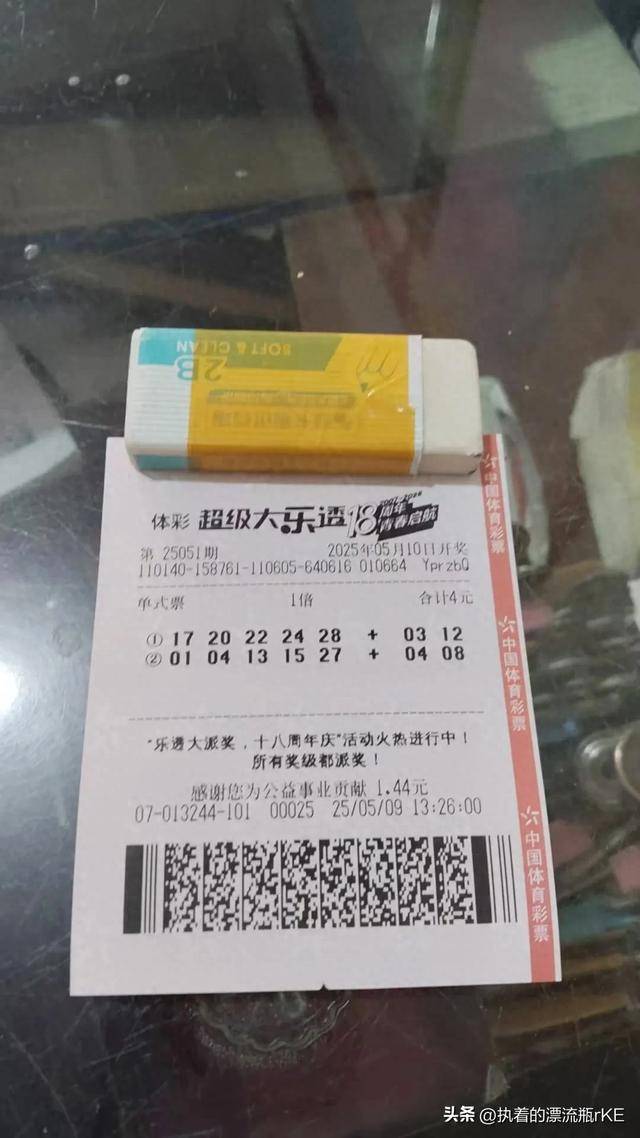 SOFT & CLEAN
2B
体彩 超级大乐透 18周年 青春启航
2007-2025
第 25051期 2025年05月10日开奖
110140-158761-110605-640616 010664 YprzbQ
单式票 1倍 合计4元
① 17 20 22 24 28 + 03 12
② 01 04 13 15 27 + 04 08
“乐透大派奖，十八周年庆”活动火热进行中！
所有奖级都派奖！
感谢您为公益事业贡献 1.44元
07-013244-101 00025 25/05/09 13:26:00
中国体育彩票
中国体育彩票
中国体育彩票
头条 @执着的漂流瓶rKE